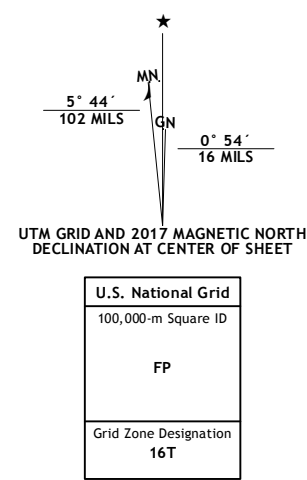 MN.
5° 44´
102 MILS
GN
0° 54´
16 MILS
UTM GRID AND 2017 MAGNETIC NORTH
DECLINATION AT CENTER OF SHEET
U.S. National Grid
100,000-m Square ID
FP
Grid Zone Designation
16T